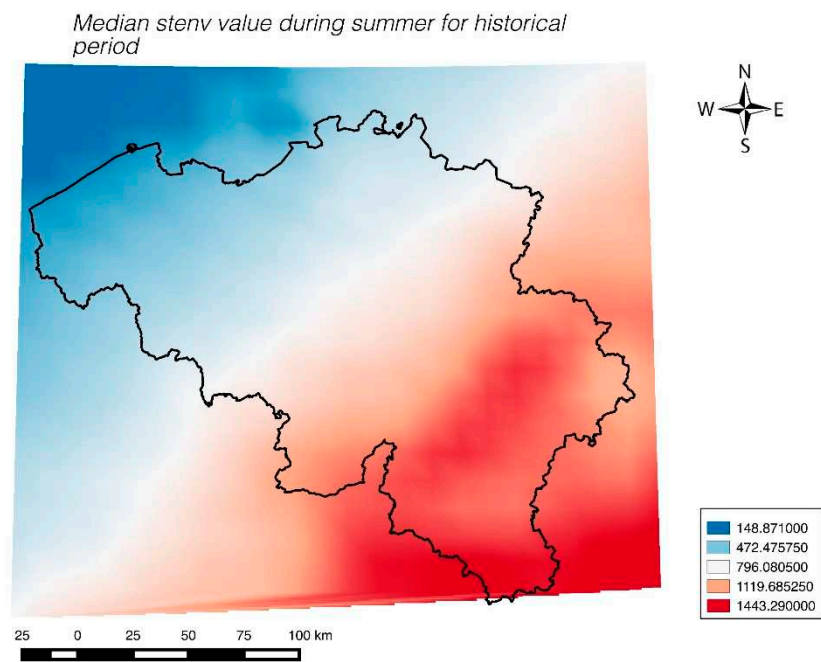 Median stenv value during summer for historical
period
N
W E
S
148.871000
472.475750
796.080500
1119.685250
1443.290000
25 0 25 50 75 100 km